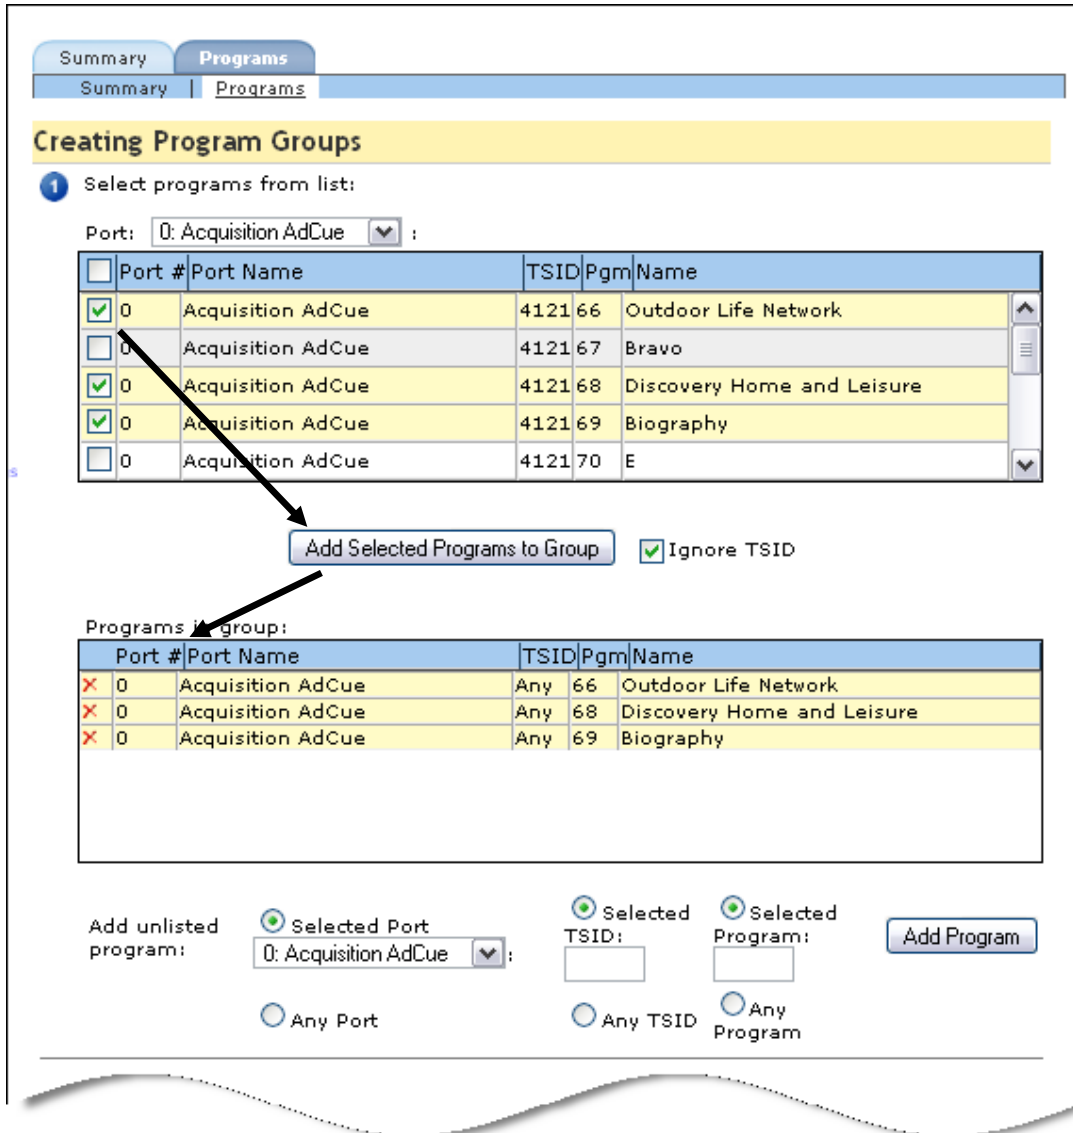 Summary Programs
Summary | Programs
Creating Program Groups
1 Select programs from list:
Port: 0: Acquisition AdCue :
Port # Port Name TSID Pgm Name
0 Acquisition AdCue 4121 66 Outdoor Life Network
0 Acquisition AdCue 4121 67 Bravo
0 Acquisition AdCue 4121 68 Discovery Home and Leisure
0 Acquisition AdCue 4121 69 Biography
0 Acquisition AdCue 4121 70 E
s
Add Selected Programs to Group Ignore TSID
Programs in group:
Port # Port Name TSID Pgm Name
0 Acquisition AdCue Any 66 Outdoor Life Network
0 Acquisition AdCue Any 68 Discovery Home and Leisure
0 Acquisition AdCue Any 69 Biography
Add unlisted program:
Selected Port
0: Acquisition AdCue :
Any Port
Selected TSID:
Any TSID
Selected Program:
Any Program
Add Program